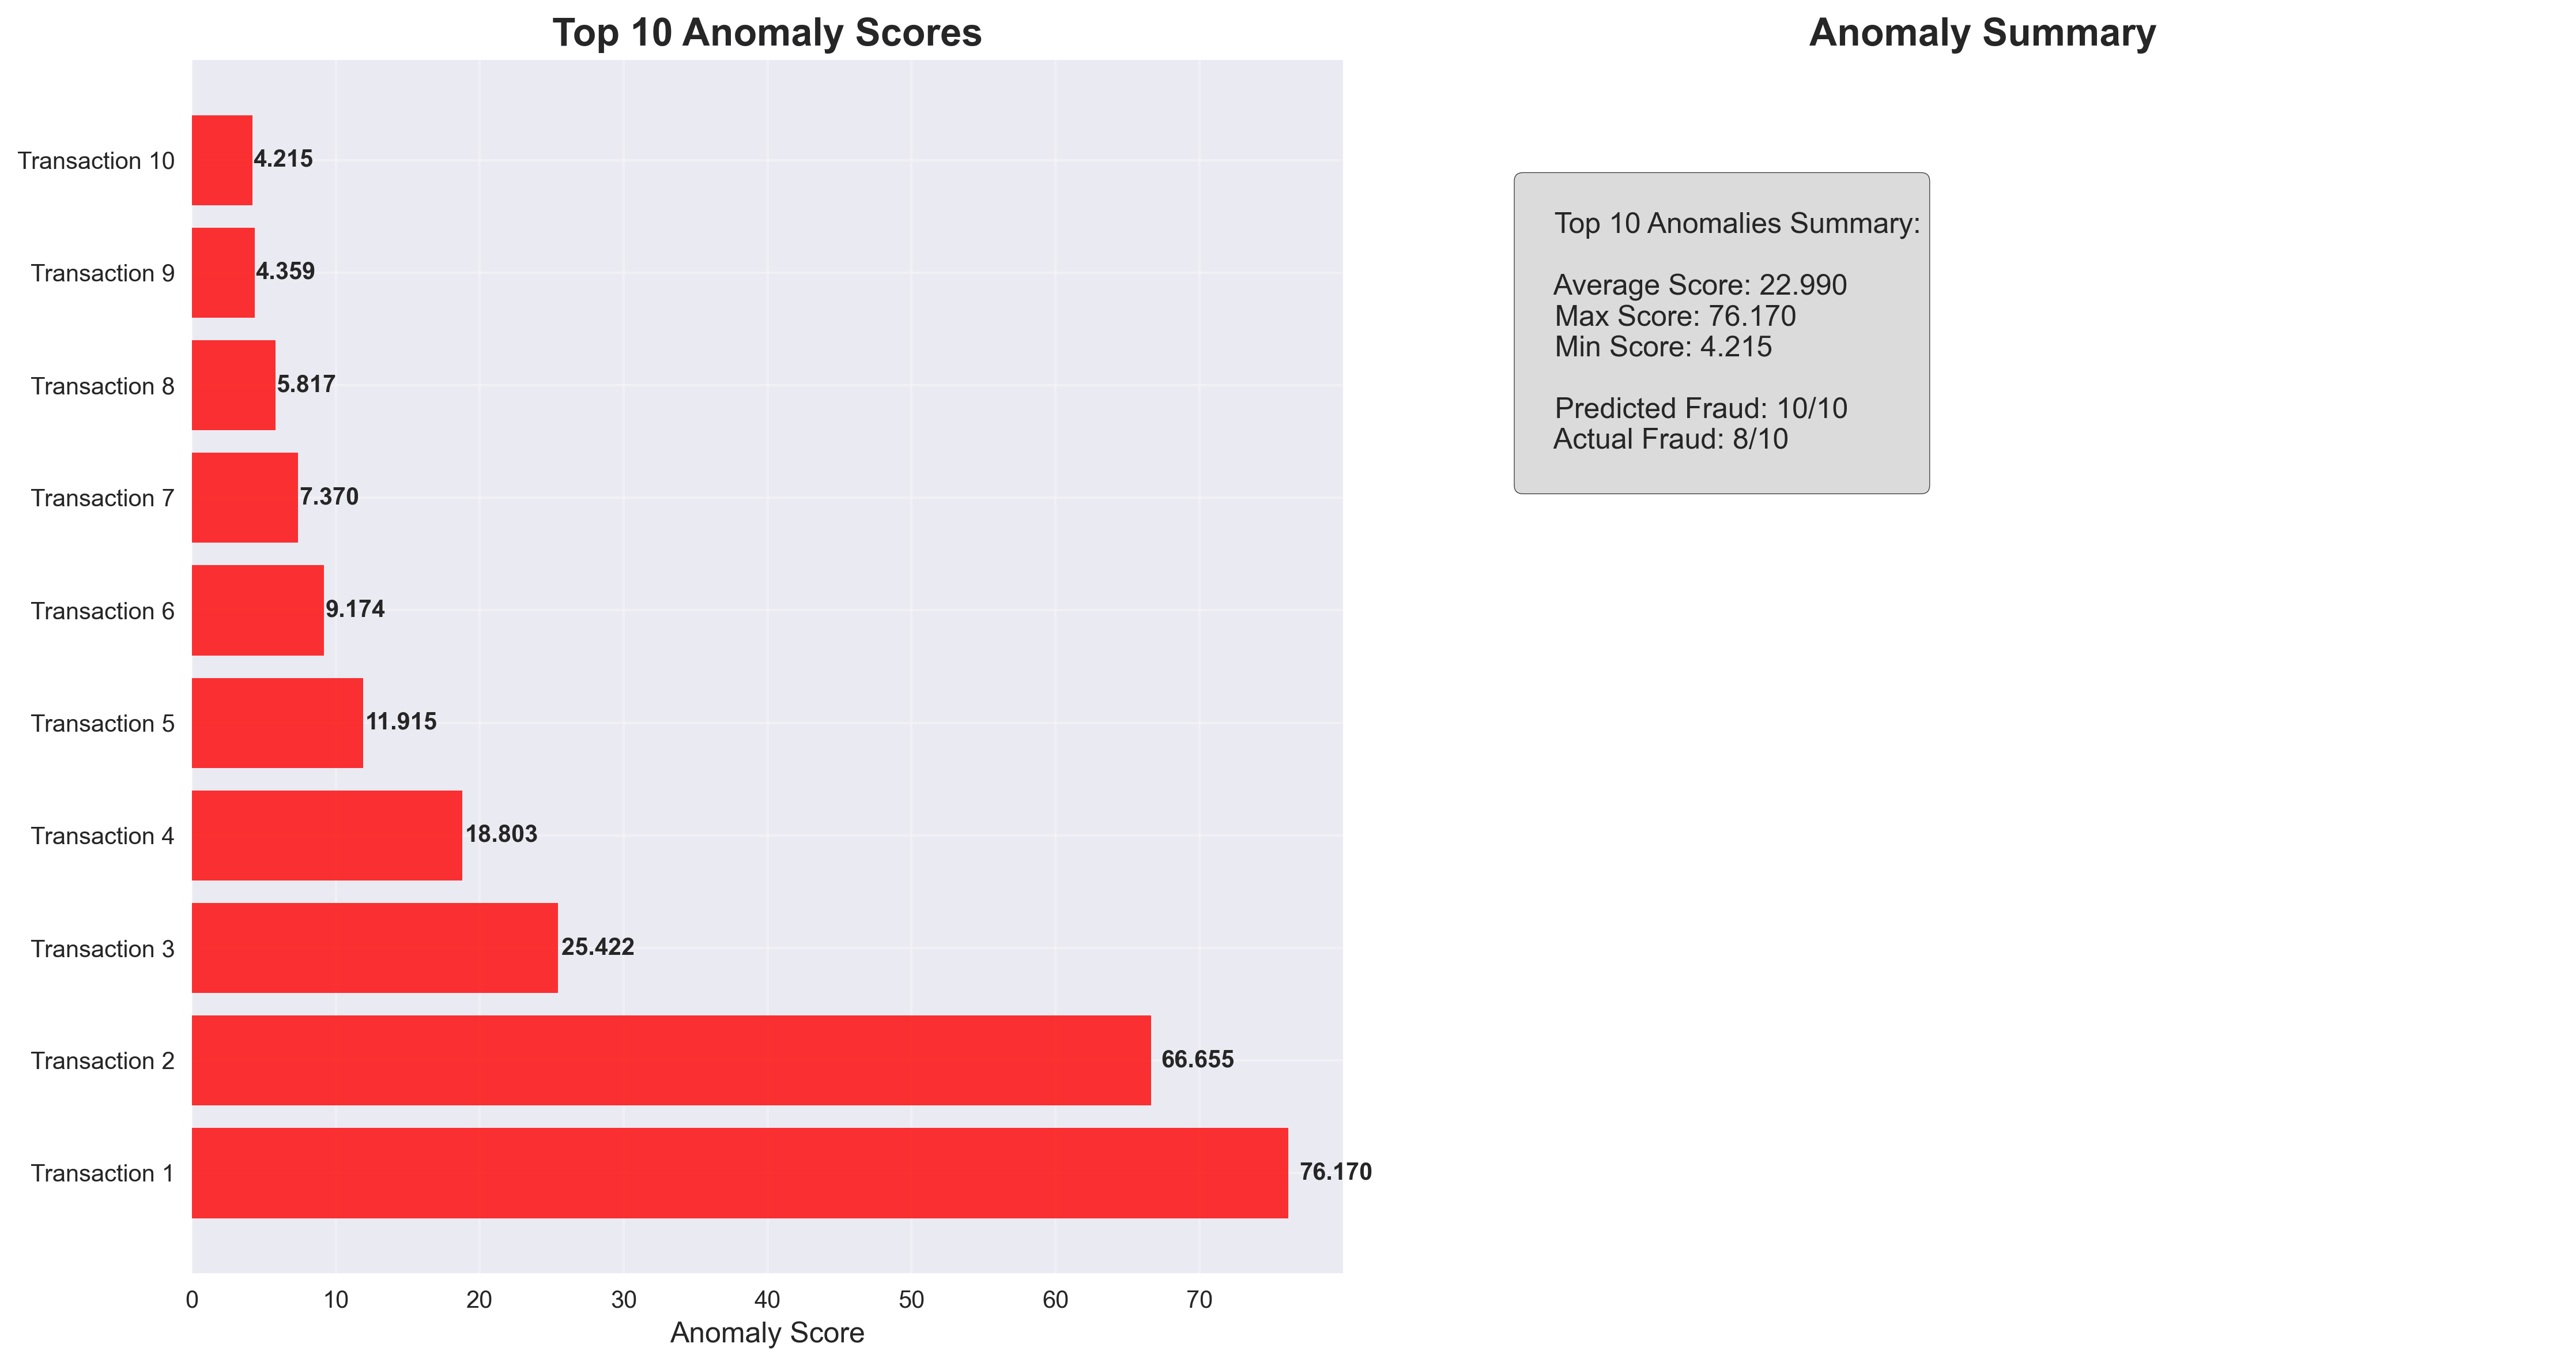 Top 10 Anomaly Scores
Transaction 10
4.215
Transaction 9
4.359
Transaction 8
5.817
Transaction 7
7.370
Transaction 6
9.174
Transaction 5
11.915
Transaction 4
18.803
Transaction 3
25.422
Transaction 2
66.655
Transaction 1
76.170
0 10 20 30 40 50 60 70
Anomaly Score
Anomaly Summary
Top 10 Anomalies Summary:
Average Score: 22.990
Max Score: 76.170
Min Score: 4.215
Predicted Fraud: 10/10
Actual Fraud: 8/10